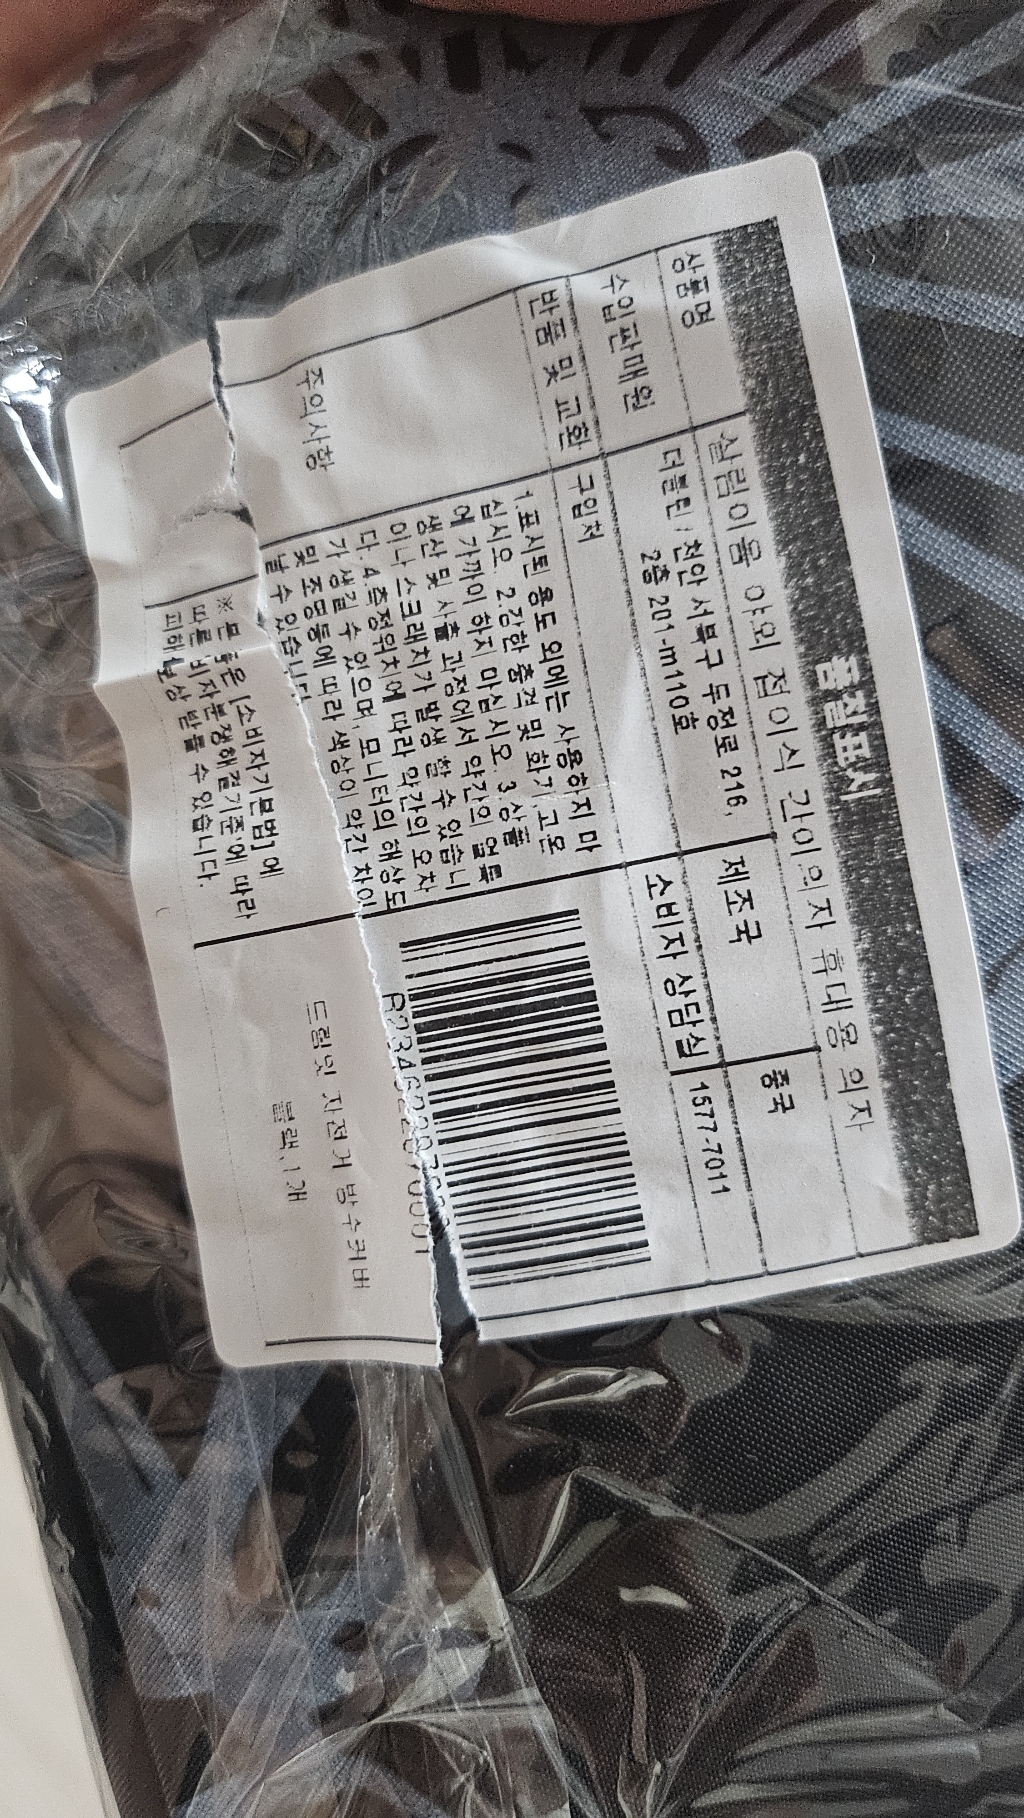 품질표시
상품명 살림이움 야외 접이식 간이의자 휴대용 의자
수입판매원 더블린 / 천안 서북구 두정로 216, 2층 201-m110호 제조국 중국
반품 및 교환 구입처 소비자 상담실 1577-7011
주의사항
1.표시된 용도 외에는 사용하지 마
십시오. 2.강한 충격 및 화기, 고온
에 가까이 하지 마십시오. 3.상품
생산 및 사출 과정에서 약간의 얼룩
이나 스크래치가 발생 할 수 있습니
다. 4.측정위치에 따라 약간의 오차
가 생길 수 있으며, 모니터의 해상도
및 조명등에 따라 색상이 약간 차이
날 수 있습니다.
※ 본 품은 [소비자기본법]에
따른 비자분쟁해결기준에 따라
피해보상 받을 수 있습니다.
드림잇 자전거 방수커버
블랙, 1개